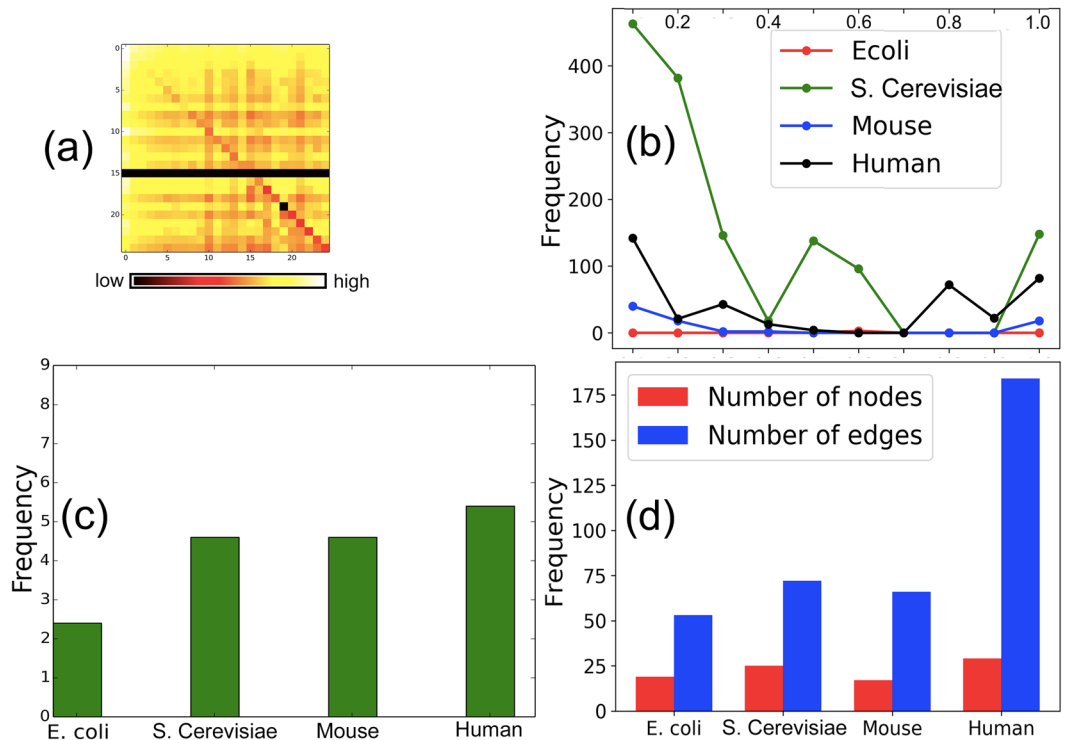 (a)
0
5
10
15
20
0 5 10 15 20
low high
(b)
0.2 0.4 0.6 0.8 1.0
Frequency
400
300
200
100
0
Ecoli
S. Cerevisiae
Mouse
Human
(c)
Frequency
9
8
7
6
5
4
3
2
1
0
E. coli S. Cerevisiae Mouse Human
(d)
Frequency
175
150
125
100
75
50
25
0
Number of nodes
Number of edges
E. coli S. Cerevisiae Mouse Human